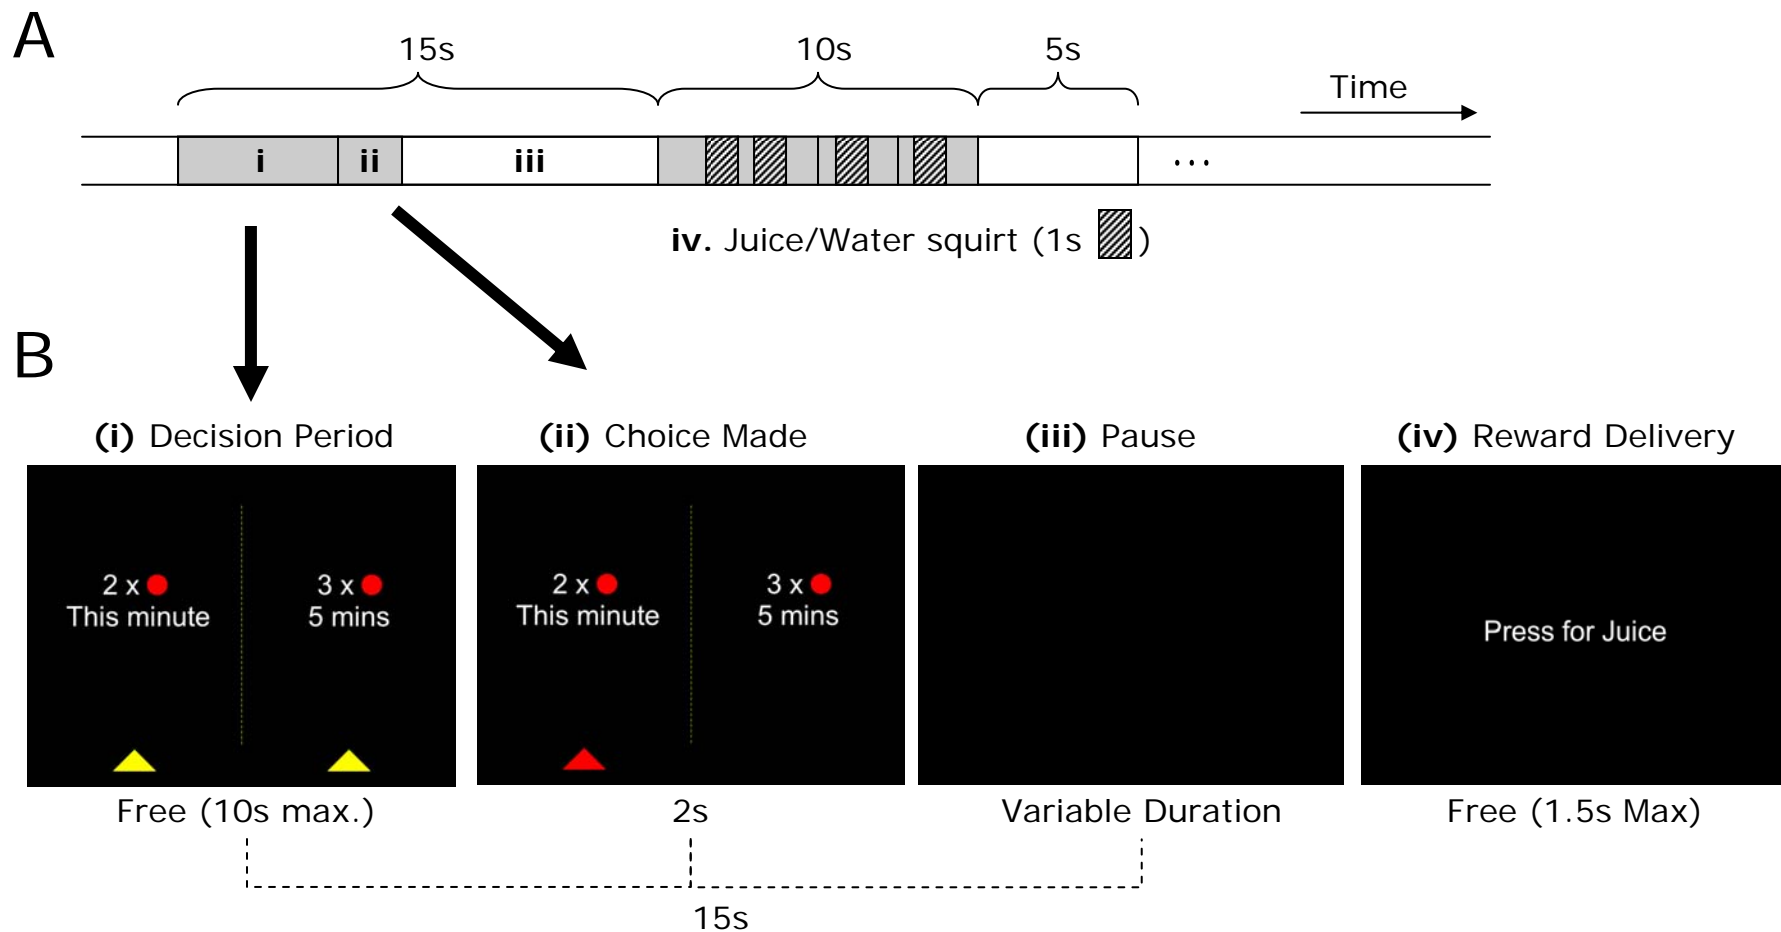 A
15s 10s 5s
Time
i ii iii ...
iv. Juice/Water squirt (1s )
B
(i) Decision Period (ii) Choice Made (iii) Pause (iv) Reward Delivery
2 x 3 x 2 x 3 x
This minute 5 mins This minute 5 mins
Press for Juice
Free (10s max.) 2s Variable Duration Free (1.5s Max)
15s